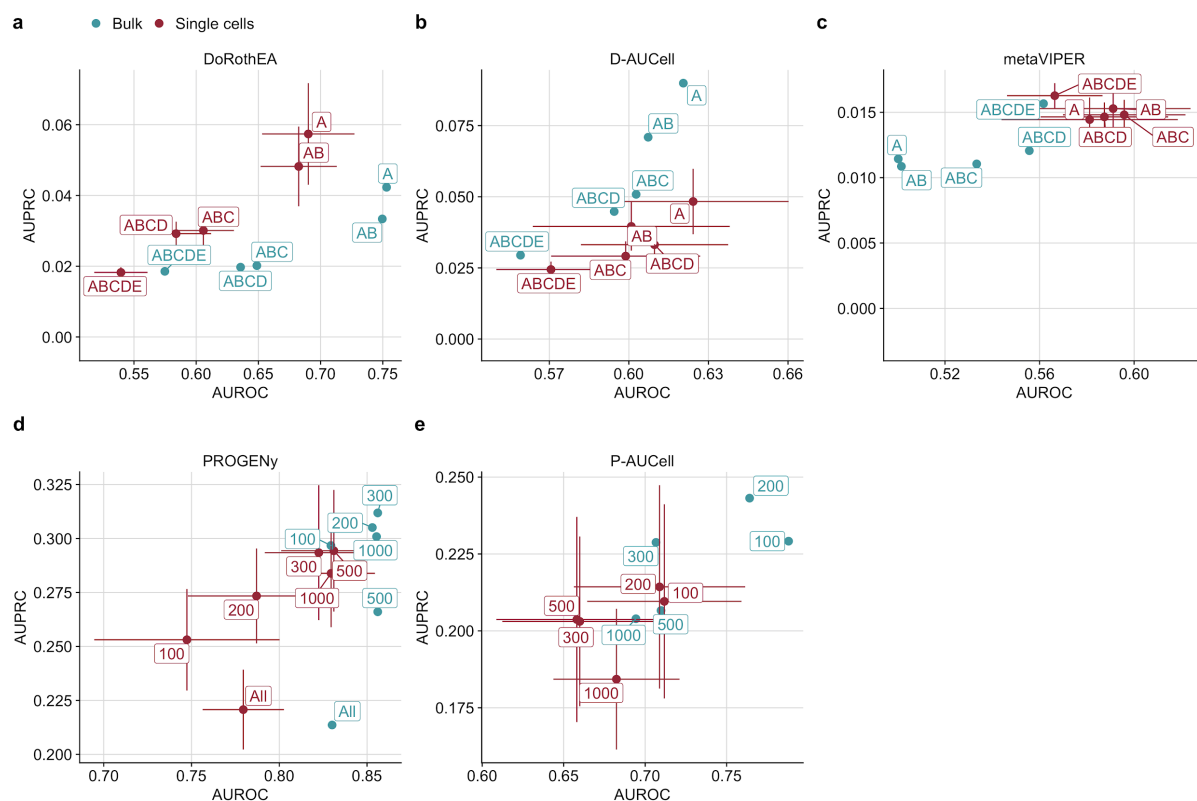 a
Bulk
Single cells
DoRothEA
AUPRC
0.06
0.04
0.02
0.00
A
AB
A
AB
ABCD
ABC
ABCDE
ABC
ABCD
ABCDE
0.55
0.60
0.65
0.70
0.75
AUROC
b
D-AUCell
AUPRC
0.075
0.050
0.025
0.000
A
AB
ABC
ABCD
A
ABCDE
AB
ABC
ABCD
ABCDE
0.57
0.60
0.63
0.66
AUROC
c
metaVIPER
AUPRC
0.015
0.010
0.005
0.000
ABCDE
ABCDE
A
AB
ABCD
ABCD
ABC
A
AB
ABC
0.52
0.56
0.60
AUROC
d
PROGENy
AUPRC
0.325
0.300
0.275
0.250
0.225
0.200
300
200
100
1000
300
500
1000
500
200
100
All
All
0.70
0.75
0.80
0.85
AUROC
e
P-AUCell
AUPRC
0.250
0.225
0.200
0.175
200
100
300
200
100
500
300
1000
500
1000
0.60
0.65
0.70
0.75
AUROC